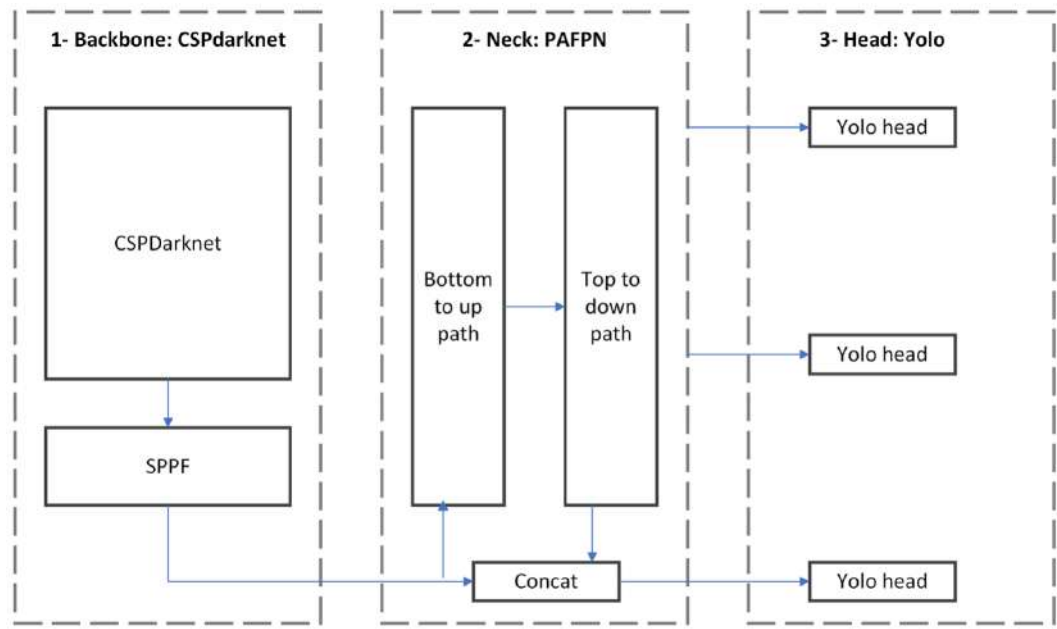 1- Backbone: CSPdarknet
CSPDarknet
SPPF
2- Neck: PAFPN
Bottom
to up
path
Top to
down
path
Concat
3- Head: Yolo
Yolo head
Yolo head
Yolo head